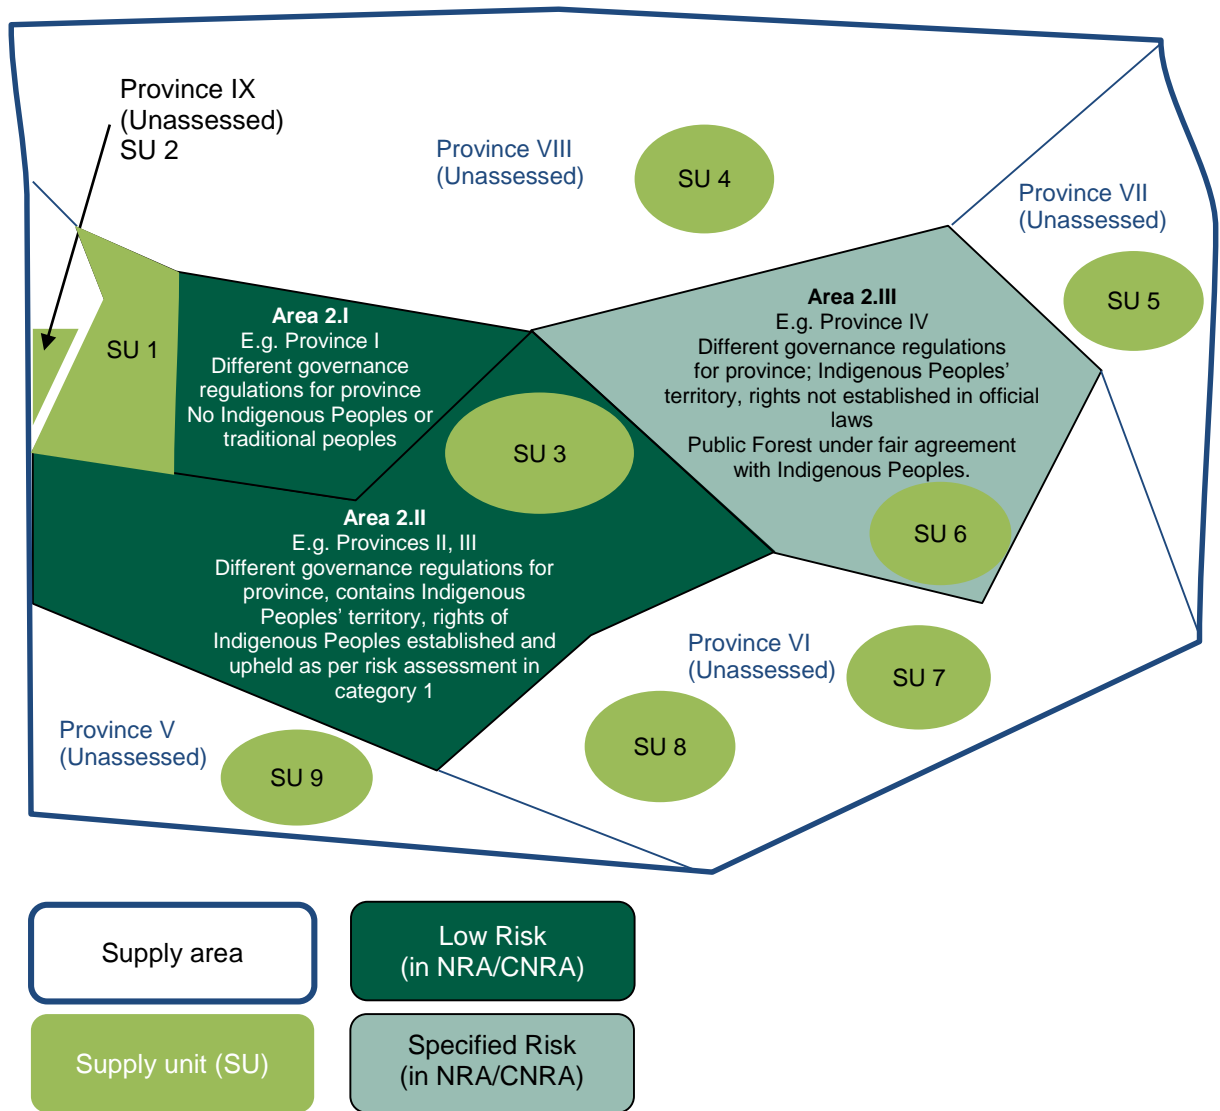 Province IX
(Unassessed)
SU 2
Province VIII
(Unassessed)
SU 4
Province VII
(Unassessed)
SU 5
SU 1
Area 2.I
E.g. Province I
Different governance
regulations for province
No Indigenous Peoples or
traditional peoples
Area 2.III
E.g. Province IV
Different governance regulations
for province; Indigenous Peoples'
territory, rights not established in official
laws
Public Forest under fair agreement
with Indigenous Peoples.
SU 3
SU 6
Area 2.II
E.g. Provinces II, III
Different governance regulations for
province, contains Indigenous
Peoples' territory, rights of
Indigenous Peoples established and
upheld as per risk assessment in
category 1
Province VI
(Unassessed)
SU 7
SU 8
Province V
(Unassessed)
SU 9
Supply area
Low Risk
(in NRA/CNRA)
Supply unit (SU)
Specified Risk
(in NRA/CNRA)